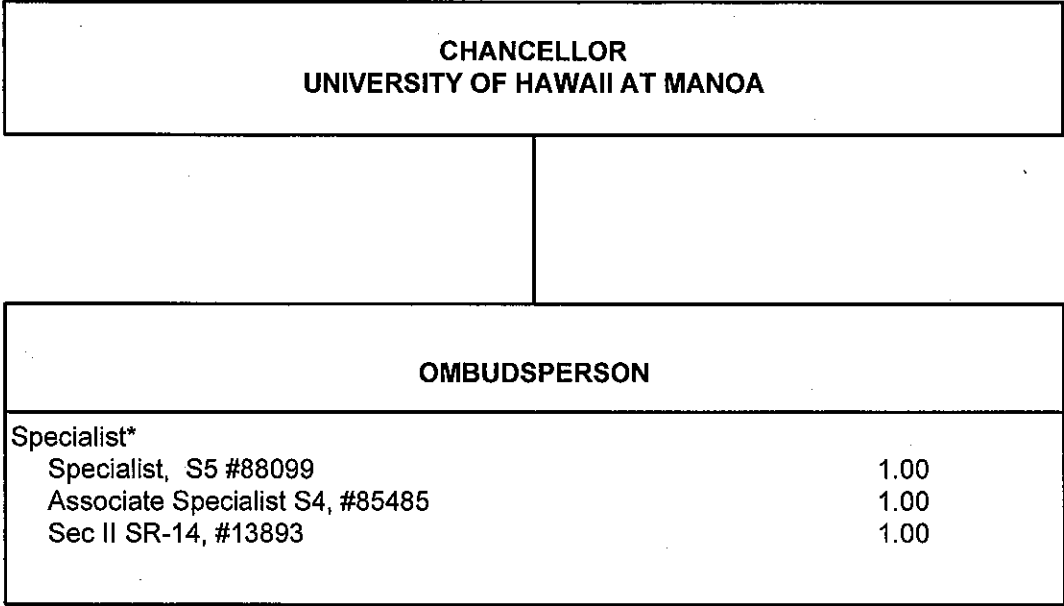 CHANCELLOR
UNIVERSITY OF HAWAII AT MANOA
OMBUDSPERSON
Specialist*
Specialist, S5 #88099 1.00
Associate Specialist S4, #85485 1.00
Sec II SR-14, #13893 1.00